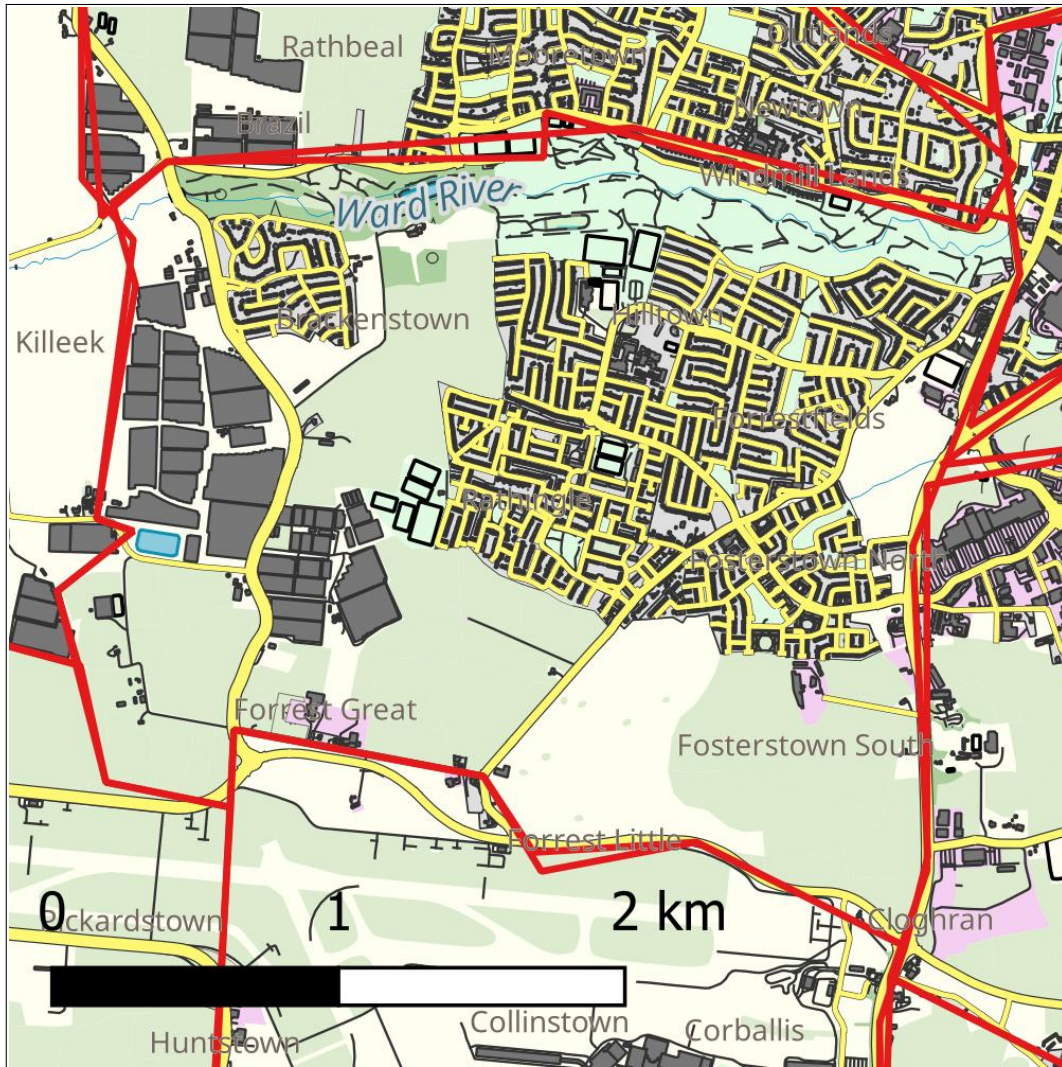 Outlands
Rathbeal
Mooretown
Newtown
Brazil
Windmill Lands
Ward River
Killeek
Brackenstown
Hilltown
Forrestfields
Rathingle
Fosterstown North
Forrest Great
Fosterstown South
Forrest Little
0 1 2 km
Pickardstown
Cloghran
Collinstown
Corballis
Huntstown